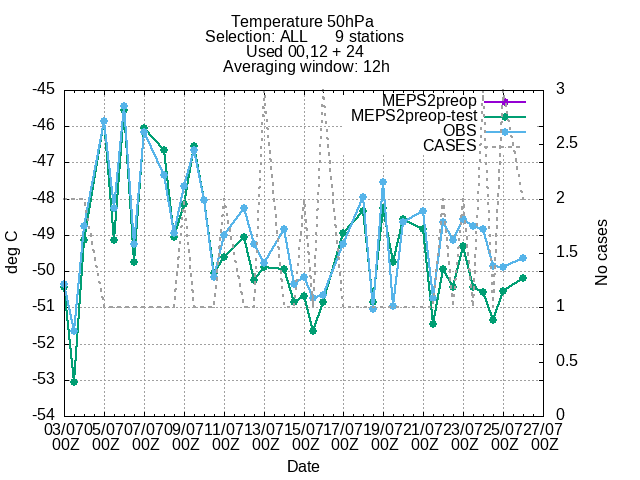 Temperature 50hPa
Selection: ALL 9 stations
Used 00,12 + 24
Averaging window: 12h
MEPS2preop
MEPS2preop-test
OBS
CASES
-45
-46
-47
-48
-49
-50
-51
-52
-53
-54
deg C
3
2.5
2
1.5
1
0.5
0
No cases
03/07 05/07 07/07 09/07 11/07 13/07 15/07 17/07 19/07 21/07 23/07 25/07 27/07
00Z 00Z 00Z 00Z 00Z 00Z 00Z 00Z 00Z 00Z 00Z 00Z 00Z
Date